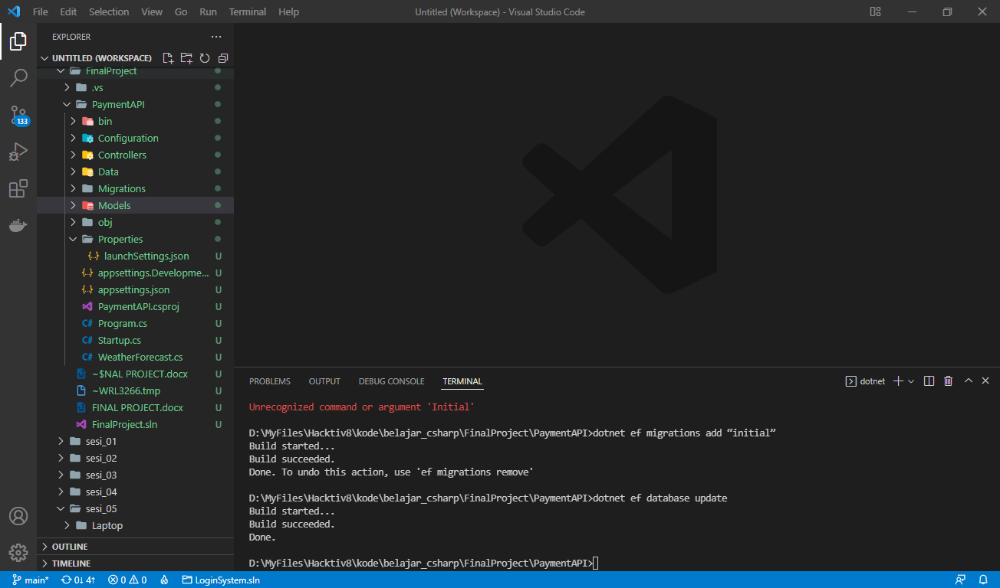 File Edit Selection View Go Run Terminal Help Untitled (Workspace) - Visual Studio Code
EXPLORER
UNTITLED (WORKSPACE)
FinalProject
.vs
PaymentAPI
bin
Configuration
Controllers
Data
Migrations
Models
obj
Properties
launchSettings.json U
appsettings.Developme... U
appsettings.json U
PaymentAPI.csproj U
C# Program.cs U
C# Startup.cs U
C# WeatherForecast.cs U
~$NAL PROJECT.docx U
~WRL3266.tmp U
FINAL PROJECT.docx U
FinalProject.sln U
sesi_01
sesi_02
sesi_03
sesi_04
sesi_05
Laptop
OUTLINE
TIMELINE
133
PROBLEMS OUTPUT DEBUG CONSOLE TERMINAL dotnet
Unrecognized command or argument 'Initial'
D:\MyFiles\Hacktiv8\kode\belajar_csharp\FinalProject\PaymentAPI>dotnet ef migrations add “initial”
Build started...
Build succeeded.
Done. To undo this action, use 'ef migrations remove'
D:\MyFiles\Hacktiv8\kode\belajar_csharp\FinalProject\PaymentAPI>dotnet ef database update
Build started...
Build succeeded.
Done.
D:\MyFiles\Hacktiv8\kode\belajar_csharp\FinalProject\PaymentAPI>
main* 0↓ 4↑ 0 0 LoginSystem.sln